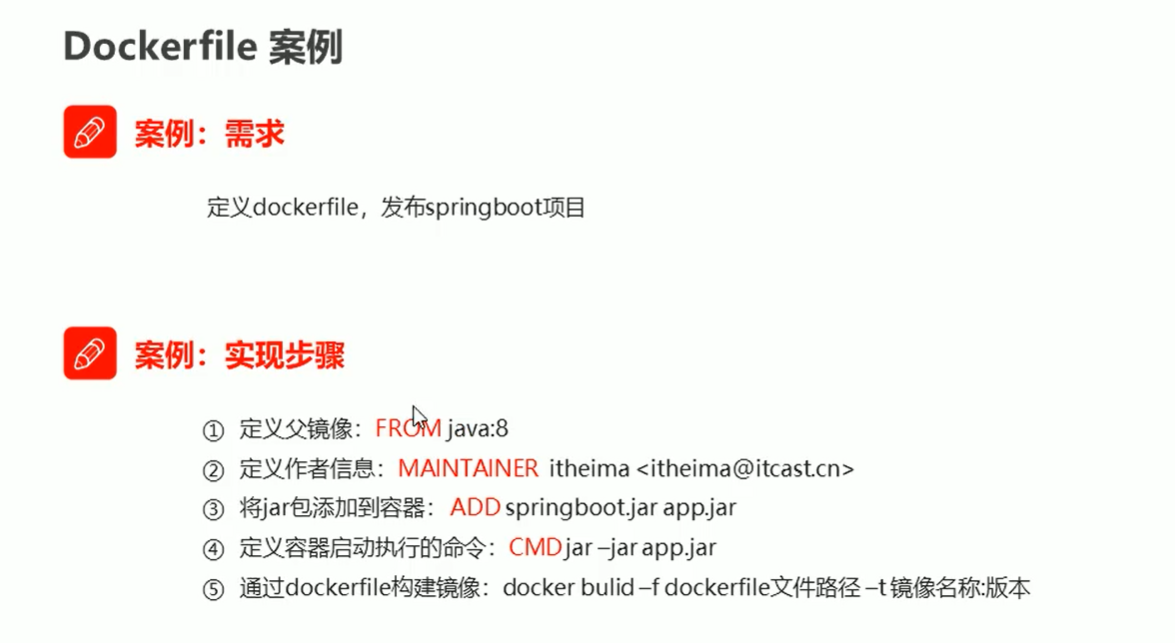 Dockerfile 案例
案例：需求
定义dockerfile，发布springboot项目
案例：实现步骤
① 定义父镜像：FROM java:8
② 定义作者信息：MAINTAINER itheima <itheima@itcast.cn>
③ 将jar包添加到容器：ADD springboot.jar app.jar
④ 定义容器启动执行的命令：CMD jar –jar app.jar
⑤ 通过dockerfile构建镜像：docker bulid –f dockerfile文件路径 –t 镜像名称:版本